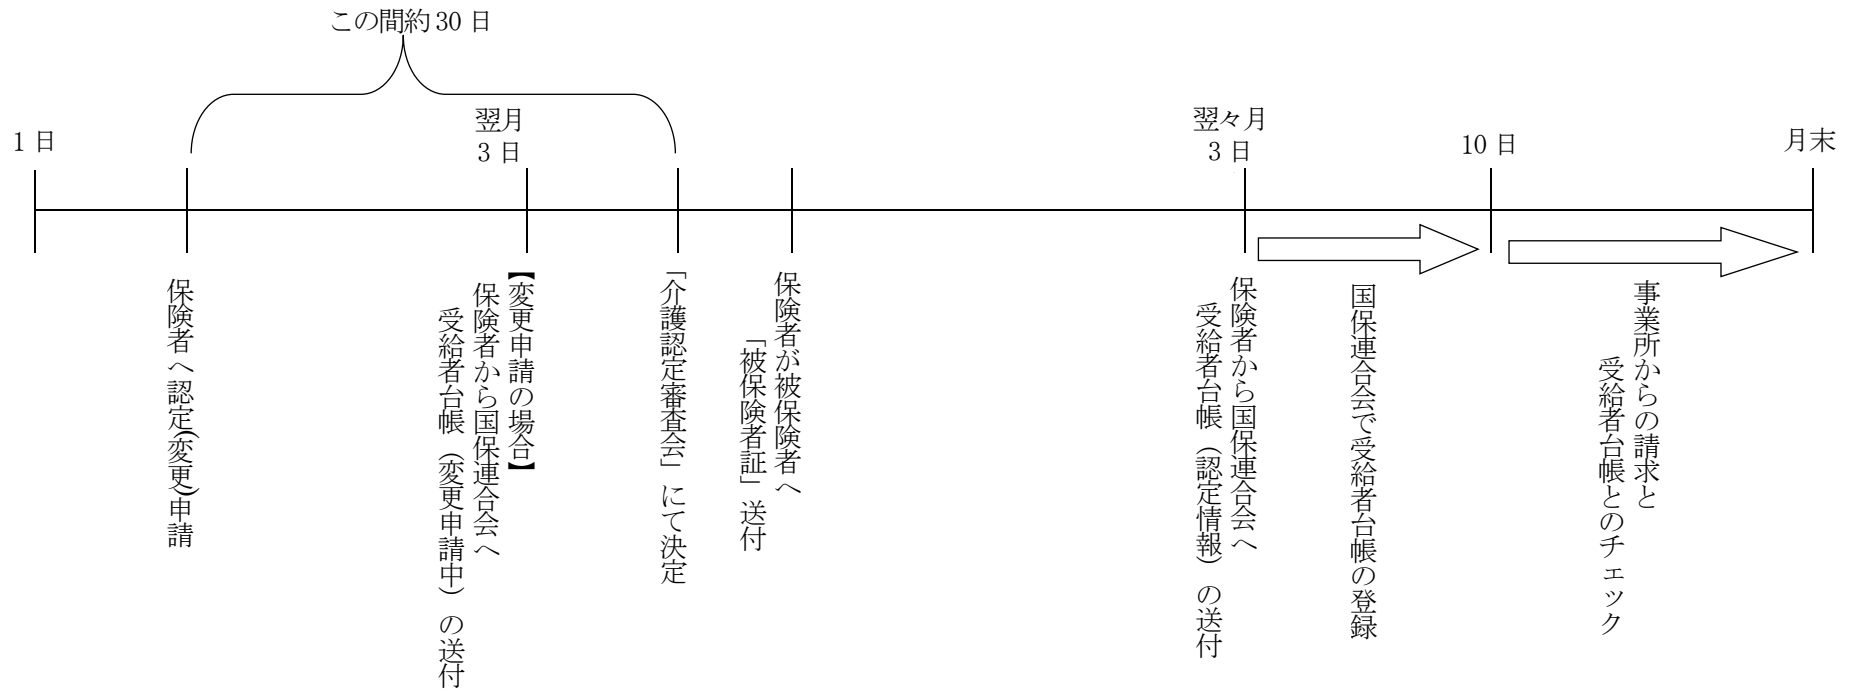 この間約30日
1日
翌月
3日
翌々月
3日
10日
月末
保険者へ認定(変更)申請
【変更申請の場合】
保険者から国保連合会へ
受給者台帳（変更申請中）の送付
「介護認定審査会」にて決定
保険者が被保険者へ
「被保険者証」送付
保険者から国保連合会へ
受給者台帳（認定情報）の送付
国保連合会で受給者台帳の登録
事業所からの請求と
受給者台帳とのチェック